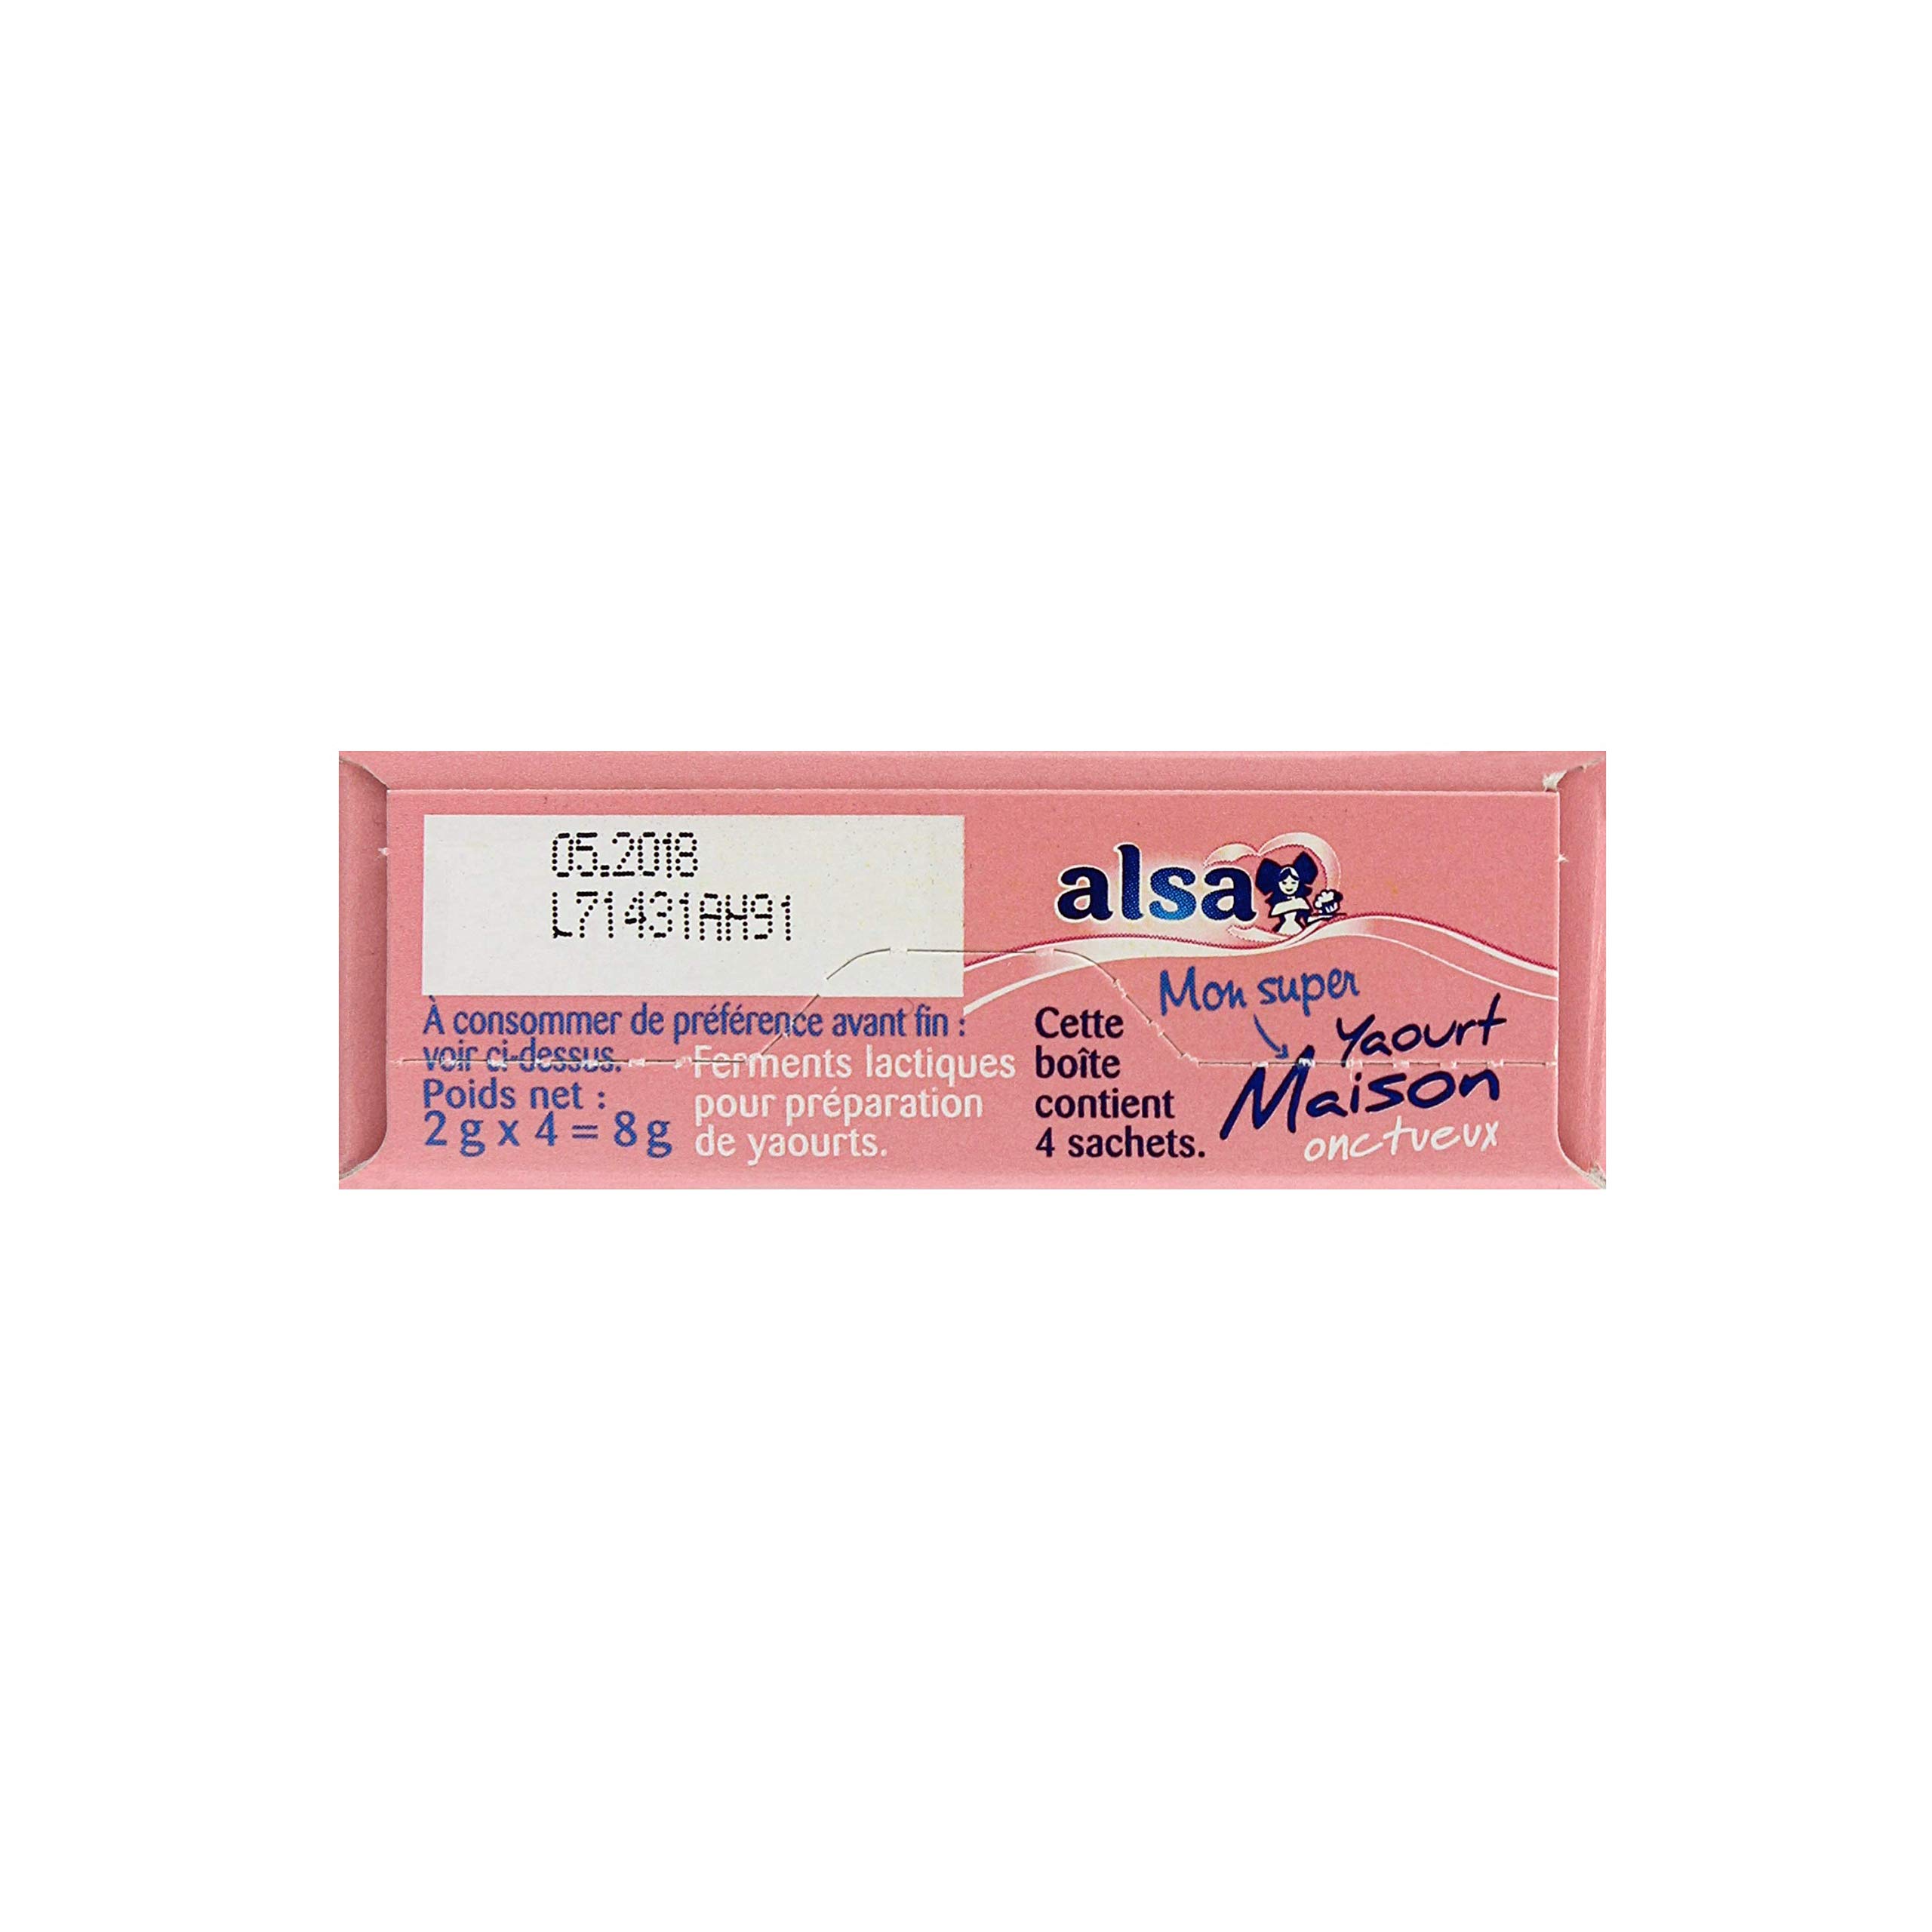 05.2018
L71431AH91
À consommer de préférence avant fin :
voir ci-dessus.
Poids net :
2 g x 4 = 8 g
Ferments lactiques
pour préparation
de yaourts.
Cette
boîte
contient
4 sachets.
alsa
Mon super
Yaourt
Maison
onctueux